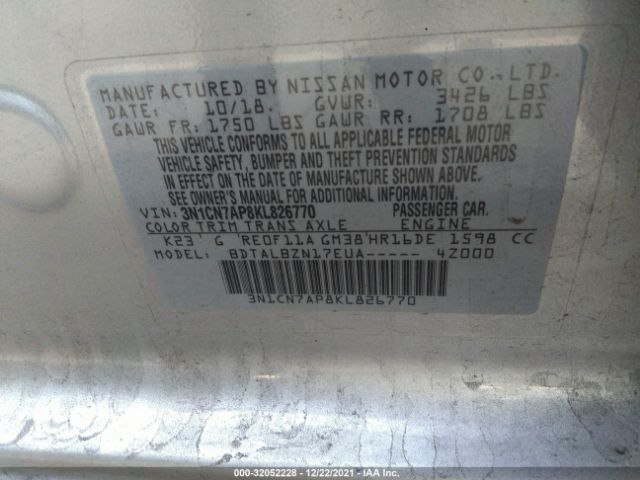 MANUFACTURED BY NISSAN MOTOR CO., LTD.
DATE: 10/18. GVWR: 3426 LBS
GAWR FR: 1750 LBS GAWR RR: 1708 LBS
THIS VEHICLE CONFORMS TO ALL APPLICABLE FEDERAL MOTOR
VEHICLE SAFETY, BUMPER AND THEFT PREVENTION STANDARDS
IN EFFECT ON THE DATE OF MANUFACTURE SHOWN ABOVE.
SEE OWNER'S MANUAL FOR ADDITIONAL INFORMATION.
VIN: 3N1CN7AP8KL826770 PASSENGER CAR.
COLOR TRIM TRANS AXLE ENGINE
K23 G RE0F11A GM38 HR16DE 1598 CC
BDTALBZN17EUA----- 4Z000
3N1CN7AP8KL826770
000-32052228 - 12/22/2021 - IAA Inc.